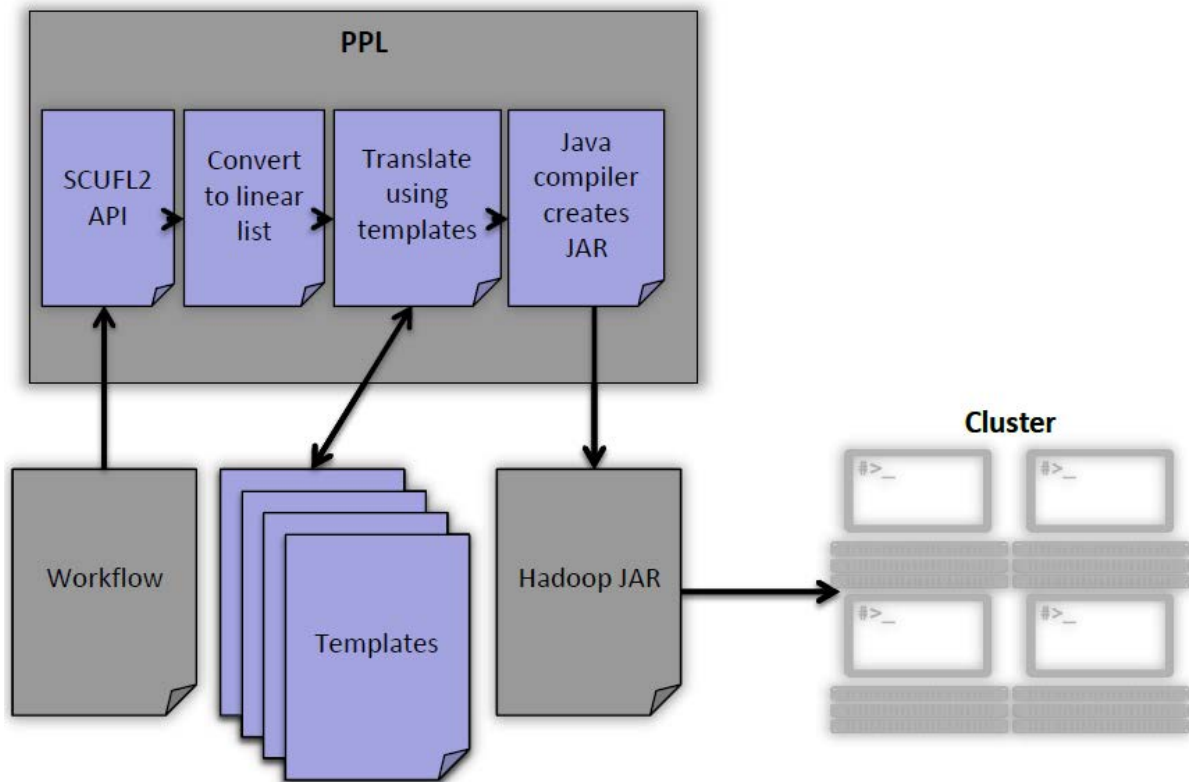 PPL
SCUFL2
API
Convert
to linear
list
Translate
using
templates
Java
compiler
creates
JAR
Workflow
Templates
Hadoop JAR
Cluster
#>_
#>_
#>_
#>_